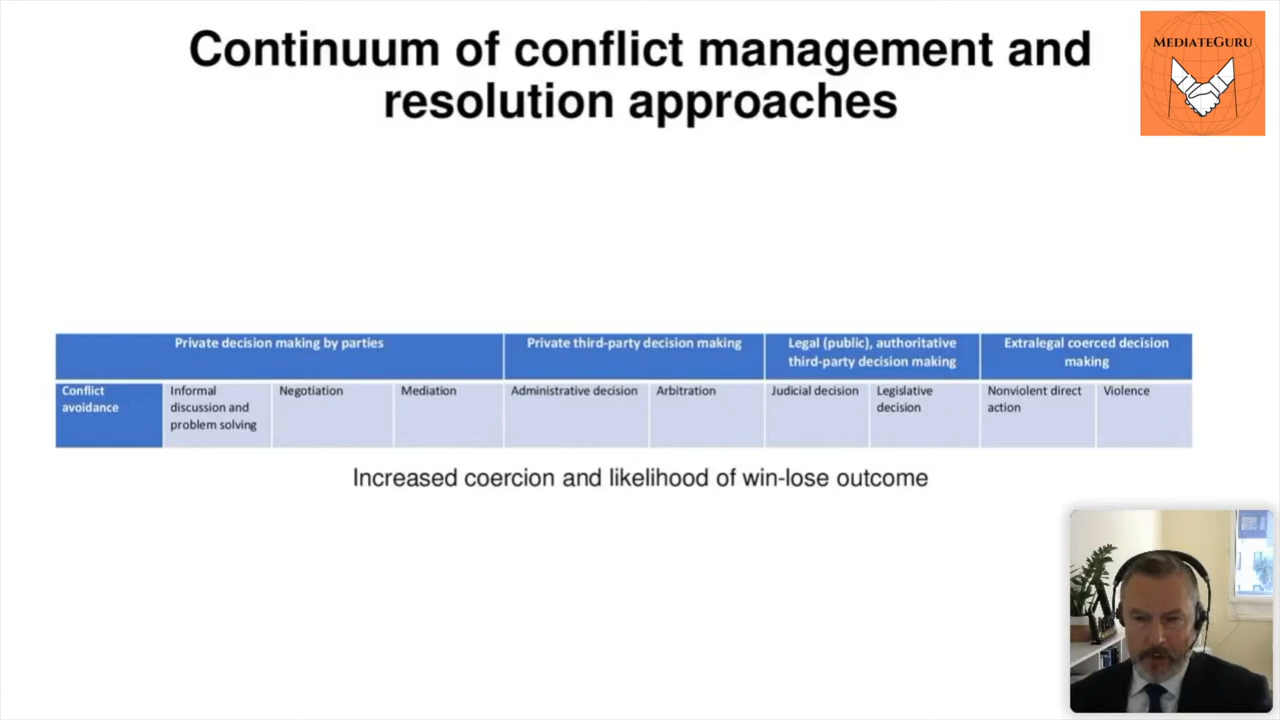 Continuum of conflict management and
resolution approaches
MEDIATEGURU
Private decision making by parties
Private third-party decision making
Legal (public), authoritative
third-party decision making
Extralegal coerced decision
making
Conflict
avoidance
Informal
discussion and
problem solving
Negotiation
Mediation
Administrative decision
Arbitration
Judicial decision
Legislative
decision
Nonviolent direct
action
Violence
Increased coercion and likelihood of win-lose outcome